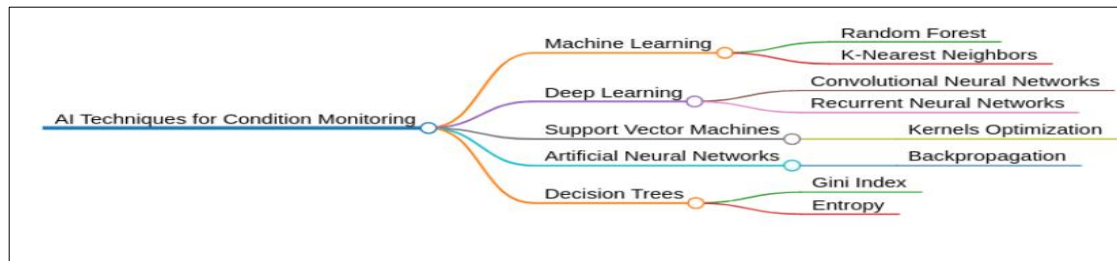 AI Techniques for Condition Monitoring
Machine Learning
Random Forest
K-Nearest Neighbors
Deep Learning
Convolutional Neural Networks
Recurrent Neural Networks
Support Vector Machines
Kernels Optimization
Artificial Neural Networks
Backpropagation
Decision Trees
Gini Index
Entropy